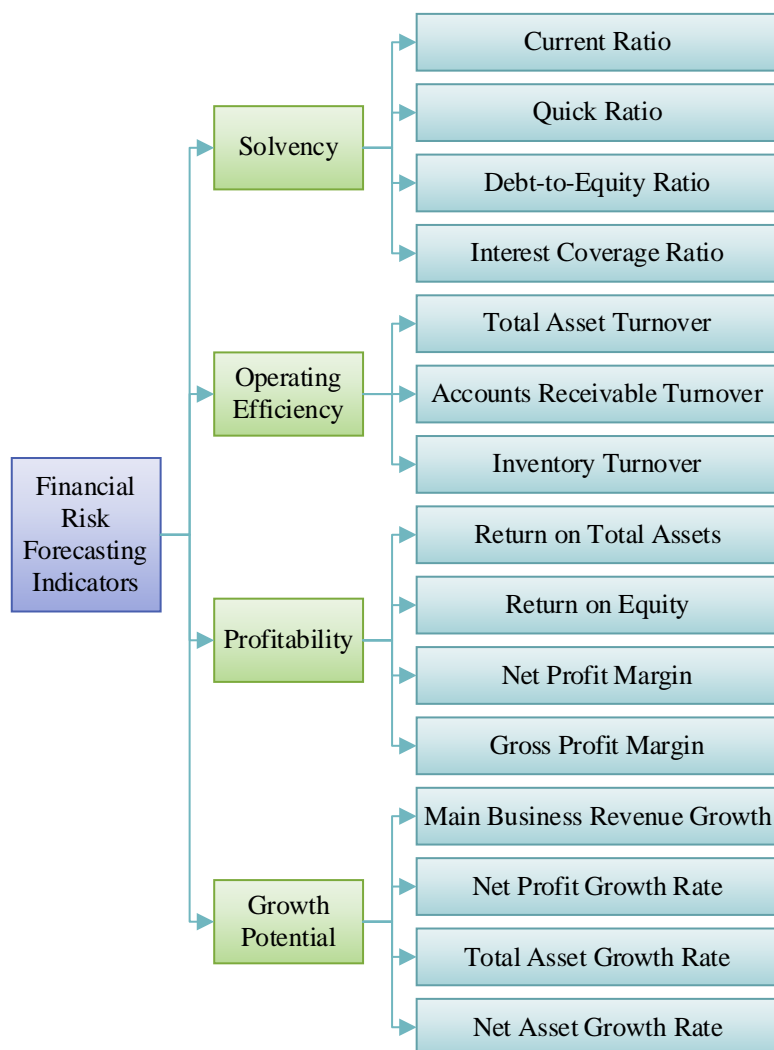 Financial
Risk
Forecasting
Indicators
Solvency
Current Ratio
Quick Ratio
Debt-to-Equity Ratio
Interest Coverage Ratio
Operating
Efficiency
Total Asset Turnover
Accounts Receivable Turnover
Inventory Turnover
Profitability
Return on Total Assets
Return on Equity
Net Profit Margin
Gross Profit Margin
Growth
Potential
Main Business Revenue Growth
Net Profit Growth Rate
Total Asset Growth Rate
Net Asset Growth Rate